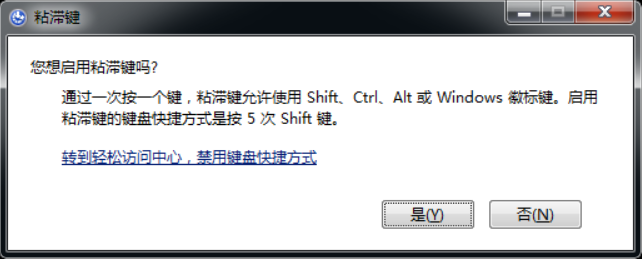 粘滞键
您想启用粘滞键吗?
通过一次按一个键，粘滞键允许使用 Shift、Ctrl、Alt 或 Windows 徽标键。启用
粘滞键的键盘快捷方式是按 5 次 Shift 键。
转到轻松访问中心，禁用键盘快捷方式
是(Y) 否(N)